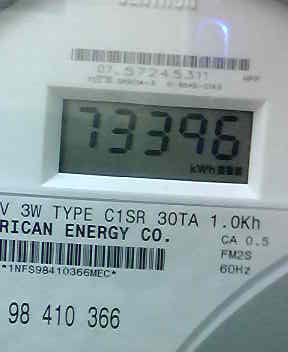 07 57245311
73396
kWh
V 3W TYPE C1SR 30TA 1.0Kh
RICAN ENERGY CO.
CA 0.5
FM2S
60Hz
*1NFS98410366MEC*
98 410 366